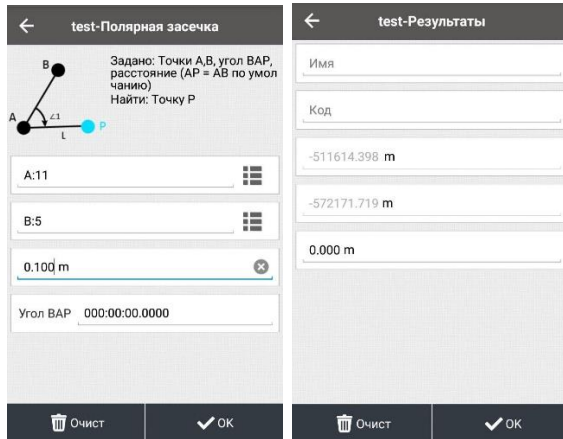 test-Полярная засечка
Задано: Точки A,B, угол BAP,
расстояние (AP = AB по умол
чанию)
Найти: Точку P
B
A
∠1
P
L
A:11
B:5
0.100 m
Угол BAP 000:00:00.0000
Очист
OK
test-Результаты
Имя
Код
-511614.398 m
-572171.719 m
0.000 m
Очист
OK